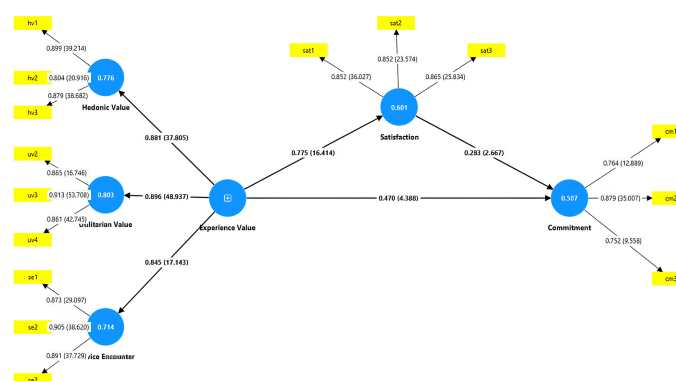 hv1
0.899 (39.214)
hv2
0.804 (20.916)
0.776
0.879 (38.682)
hv3
Hedonic Value
sat2
sat1
sat3
0.852 (23.574)
0.852 (36.027)
0.865 (25.834)
0.601
Satisfaction
0.881 (37.805)
0.775 (16.414)
0.283 (2.667)
cm1
0.764 (12.889)
uv2
0.865 (16.746)
uv3
0.913 (53.708)
0.803
0.896 (48.937)
0.861 (42.745)
uv4
Value
Experience Value
0.470 (4.388)
0.507
0.879 (35.007)
cm2
Commitment
0.752 (9.558)
cm3
0.845 (17.143)
se1
0.873 (29.097)
se2
0.905 (38.620)
0.714
0.891 (37.729)
Encounter